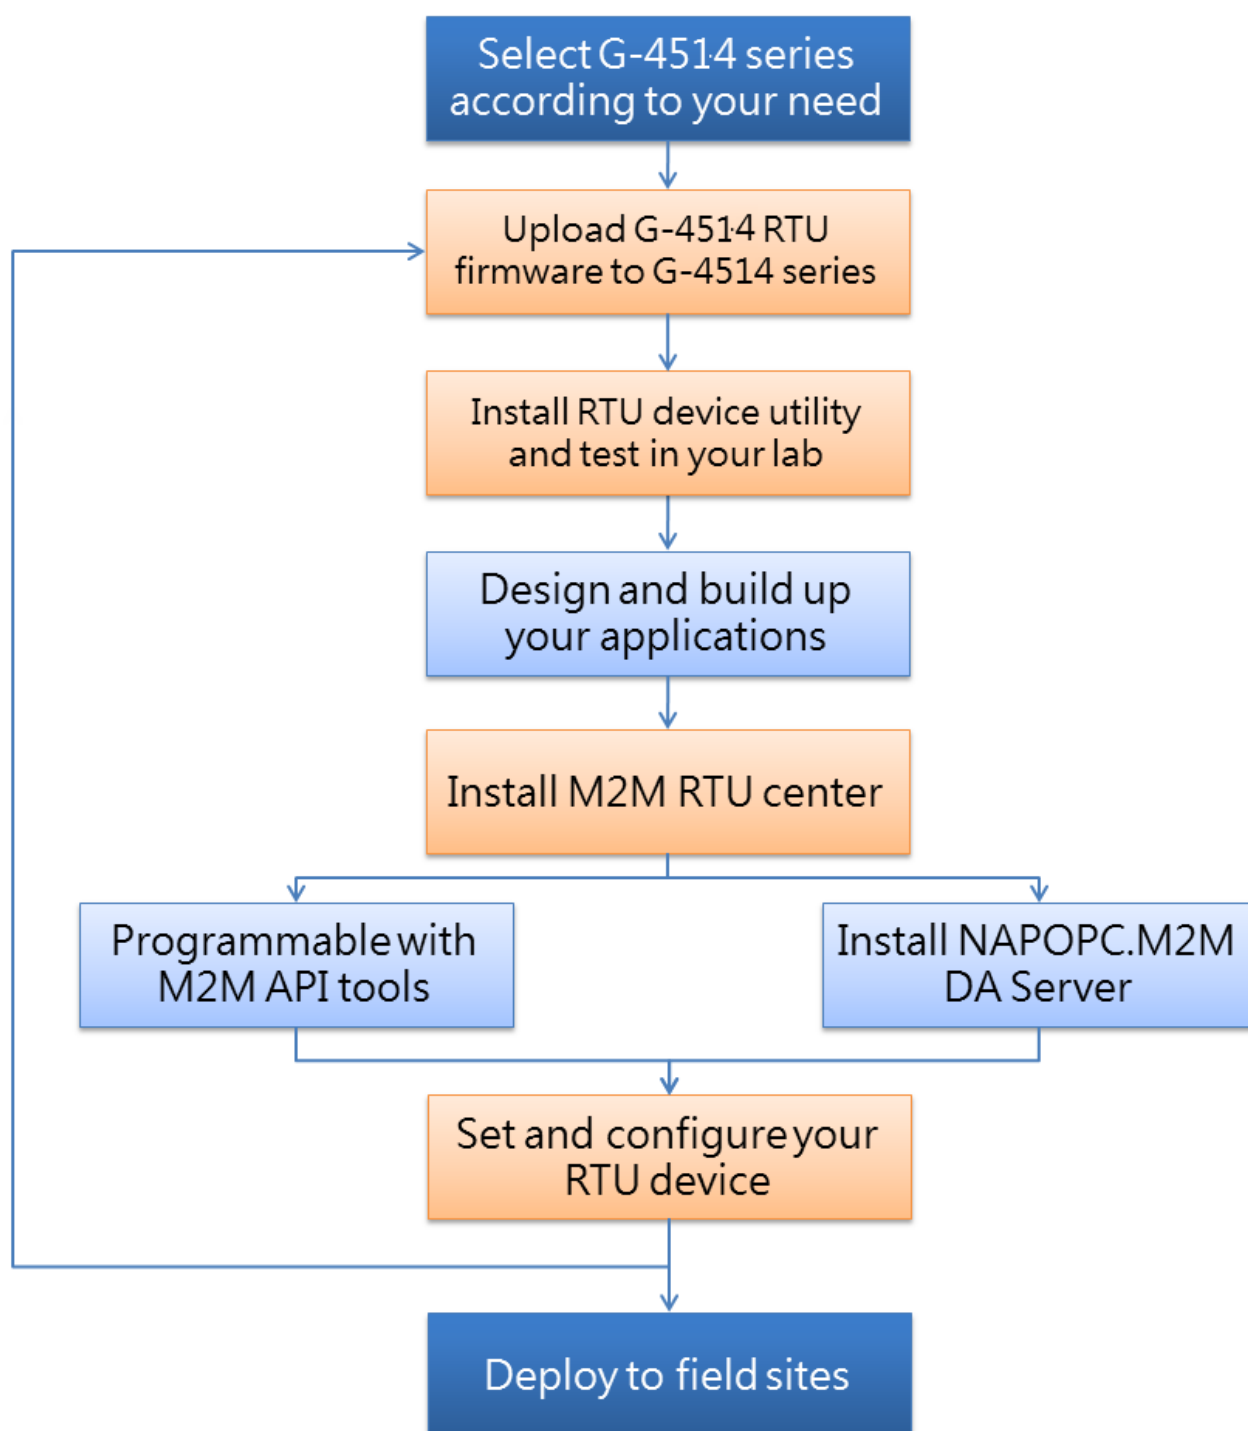 Select G-4514 series
according to your need
Upload G-4514 RTU
firmware to G-4514 series
Install RTU device utility
and test in your lab
Design and build up
your applications
Install M2M RTU center
Programmable with
M2M API tools
Install NAPOPC.M2M
DA Server
Set and configure your
RTU device
Deploy to field sites